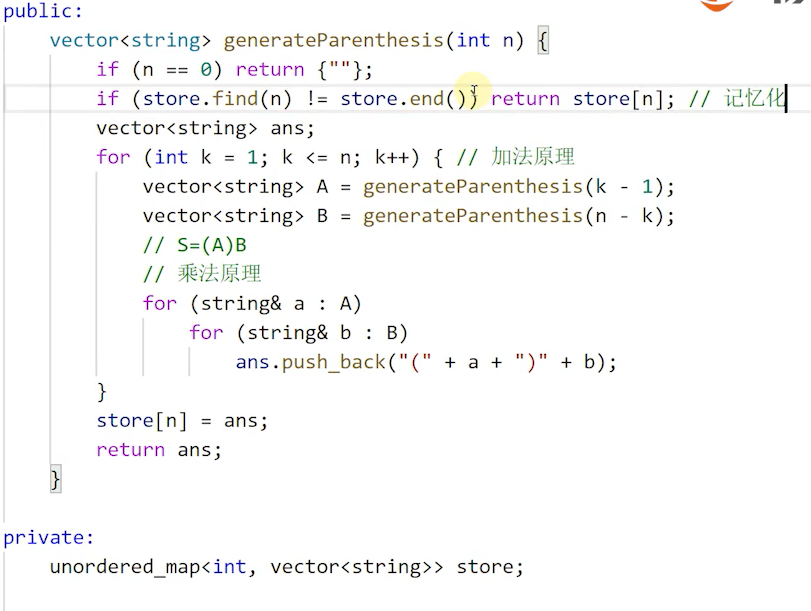 public:
    vector<string> generateParenthesis(int n) {
        if (n == 0) return {""};
        if (store.find(n) != store.end()) return store[n]; // 记忆化
        vector<string> ans;
        for (int k = 1; k <= n; k++) { // 加法原理
            vector<string> A = generateParenthesis(k - 1);
            vector<string> B = generateParenthesis(n - k);
            // S=(A)B
            // 乘法原理
            for (string& a : A)
                for (string& b : B)
                    ans.push_back("(" + a + ")" + b);
        }
        store[n] = ans;
        return ans;
    }
private:
    unordered_map<int, vector<string>> store;